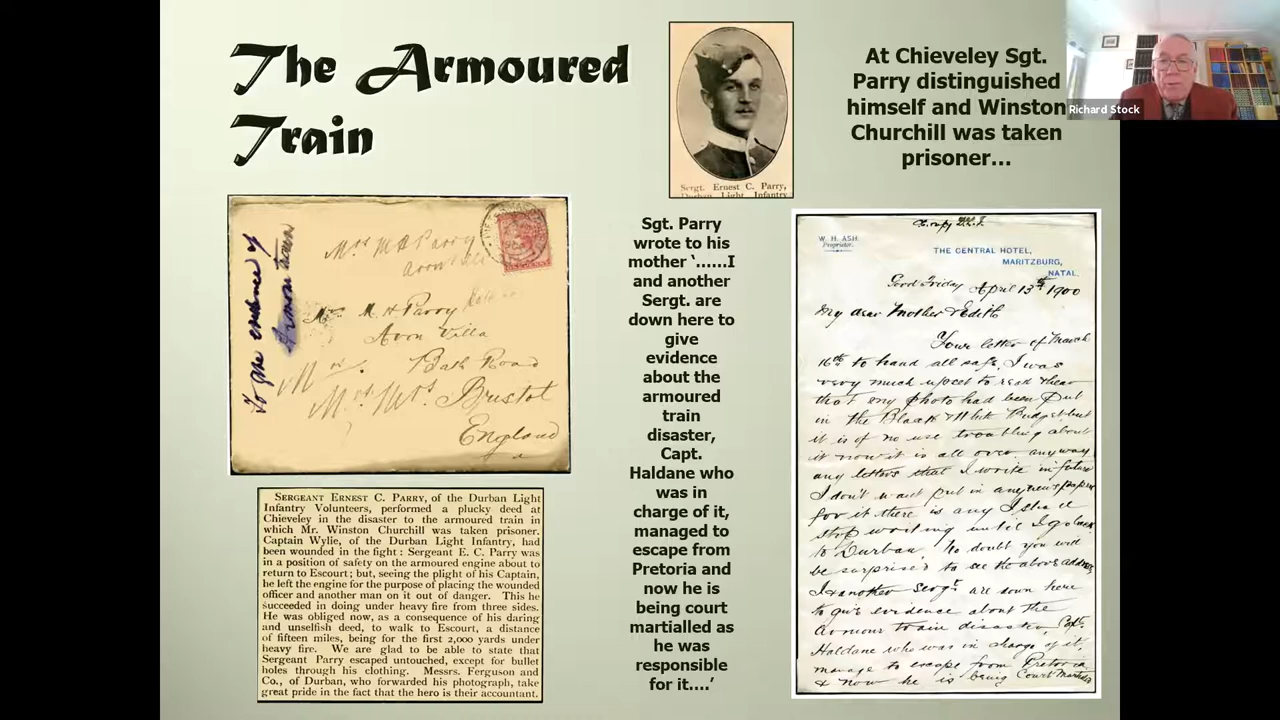 The Armoured
Train
Sergt. Ernest C. Parry,
Durban Light Infantry
At Chieveley Sgt.
Parry distinguished
himself and Winston
Churchill was taken
prisoner...
Richard Stock
To give evidence of
Armour train
Mrs M H Parry
Mr. M H Parry
Avon Villa
Bath Road
Bristol
England
SERGEANT ERNEST C. PARRY, of the Durban Light
Infantry Volunteers, performed a plucky deed at
Chieveley in the disaster to the armoured train in
which Mr. Winston Churchill was taken prisoner.
Captain Wylie, of the Durban Light Infantry, had
been wounded in the fight: Sergeant E. C. Parry was
in a position of safety on the armoured engine about to
return to Escourt; but, seeing the plight of his Captain,
he left the engine for the purpose of placing the wounded
officer and another man on it out of danger. This he
succeeded in doing under heavy fire from three sides.
He was obliged now, as a consequence of his daring
and unselfish deed, to walk to Escourt, a distance
of fifteen miles, being for the first 2,000 yards under
heavy fire. We are glad to be able to state that
Sergeant Parry escaped untouched, except for bullet
holes through his clothing. Messrs. Ferguson and
Co., of Durban, who forwarded his photograph, take
great pride in the fact that the hero is their accountant.
Sgt. Parry
wrote to his
mother ‘......I
and another
Sergt. are
down here to
give
evidence
about the
armoured
train
disaster,
Capt.
Haldane who
was in
charge of it,
managed to
escape from
Pretoria and
now he is
being court
martialled as
he was
responsible
for it....’
W. H. ASH.
Proprietor.
THE CENTRAL HOTEL,
MARITZBURG,
NATAL.
Good Friday April 13th 1900
My dear Mother & Edith
Your letter of March
16th to hand all safe, I was
very much upset to read
that my photo had been put
in the Black & White Budget but
it is of no use troubling about
it now it is all over. anyway
any letters that I write in future
I don't want put in any newspaper
for if there is any I shall
stop writing until I go back
to Durban. No doubt you will
be surprised to see the above address
I & another Sergt. are down here
to give evidence about the
Armour train disaster, Capt.
Haldane who was in charge of it,
manage to escape from Pretoria
& now he is being Court Martialed